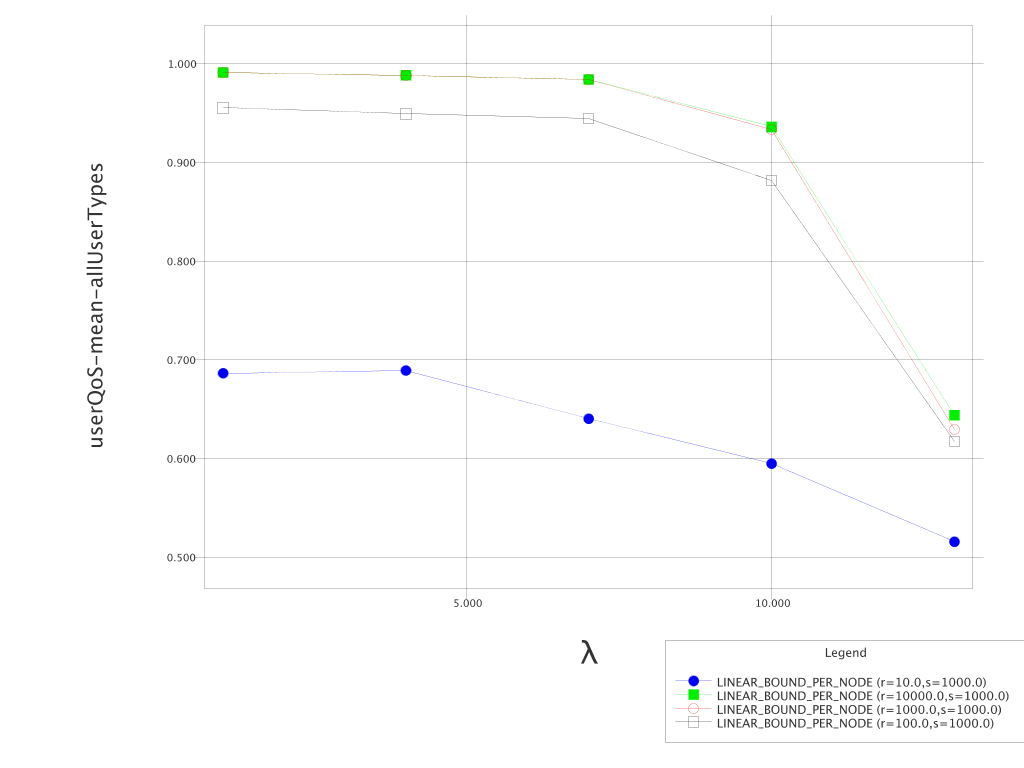 1.000
0.900
0.800
0.700
0.600
0.500
userQoS-mean-allUserTypes
5.000 10.000
λ
Legend
LINEAR_BOUND_PER_NODE (r=10.0,s=1000.0)
LINEAR_BOUND_PER_NODE (r=10000.0,s=1000.0)
LINEAR_BOUND_PER_NODE (r=1000.0,s=1000.0)
LINEAR_BOUND_PER_NODE (r=100.0,s=1000.0)